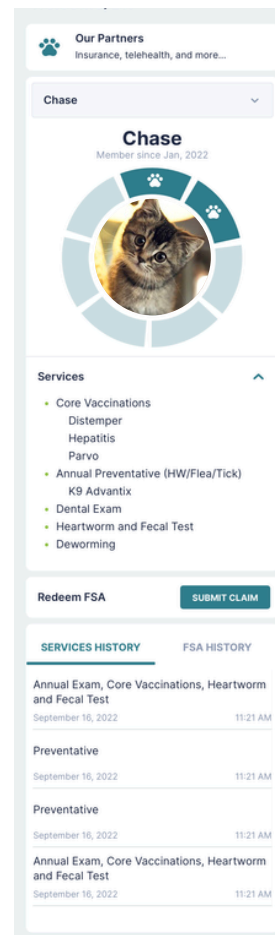 Our Partners
Insurance, telehealth, and more...
Chase
Chase
Member since Jan, 2022
Services
Core Vaccinations
Distemper
Hepatitis
Parvo
Annual Preventative (HW/Flea/Tick)
K9 Advantix
Dental Exam
Heartworm and Fecal Test
Deworming
Redeem FSA
SUBMIT CLAIM
SERVICES HISTORY
FSA HISTORY
Annual Exam, Core Vaccinations, Heartworm
and Fecal Test
September 16, 2022
11:21 AM
Preventative
September 16, 2022
11:21 AM
Preventative
September 16, 2022
11:21 AM
Annual Exam, Core Vaccinations, Heartworm
and Fecal Test
September 16, 2022
11:21 AM